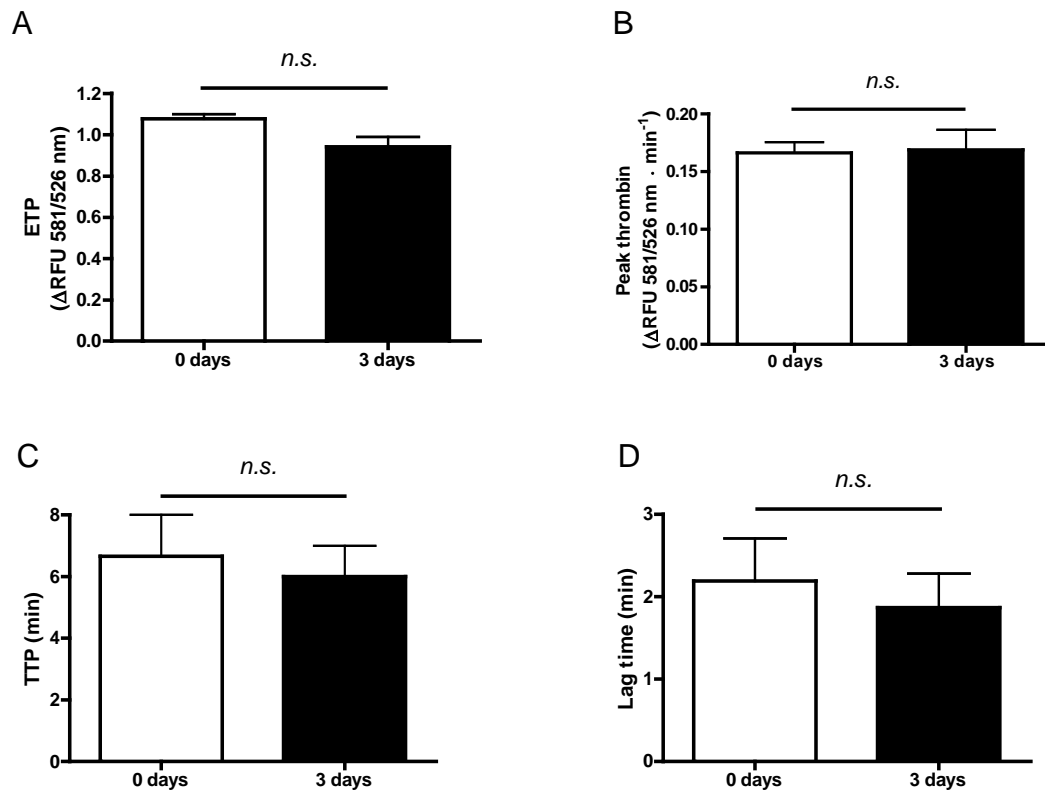 A
n.s.
ETP
(ΔRFU 581/526 nm)
1.2
1.0
0.8
0.6
0.4
0.2
0.0
0 days
3 days
B
n.s.
Peak thrombin
(ΔRFU 581/526 nm · min⁻¹)
0.20
0.15
0.10
0.05
0.00
0 days
3 days
C
n.s.
TTP (min)
8
6
4
2
0
0 days
3 days
D
n.s.
Lag time (min)
3
2
1
0
0 days
3 days